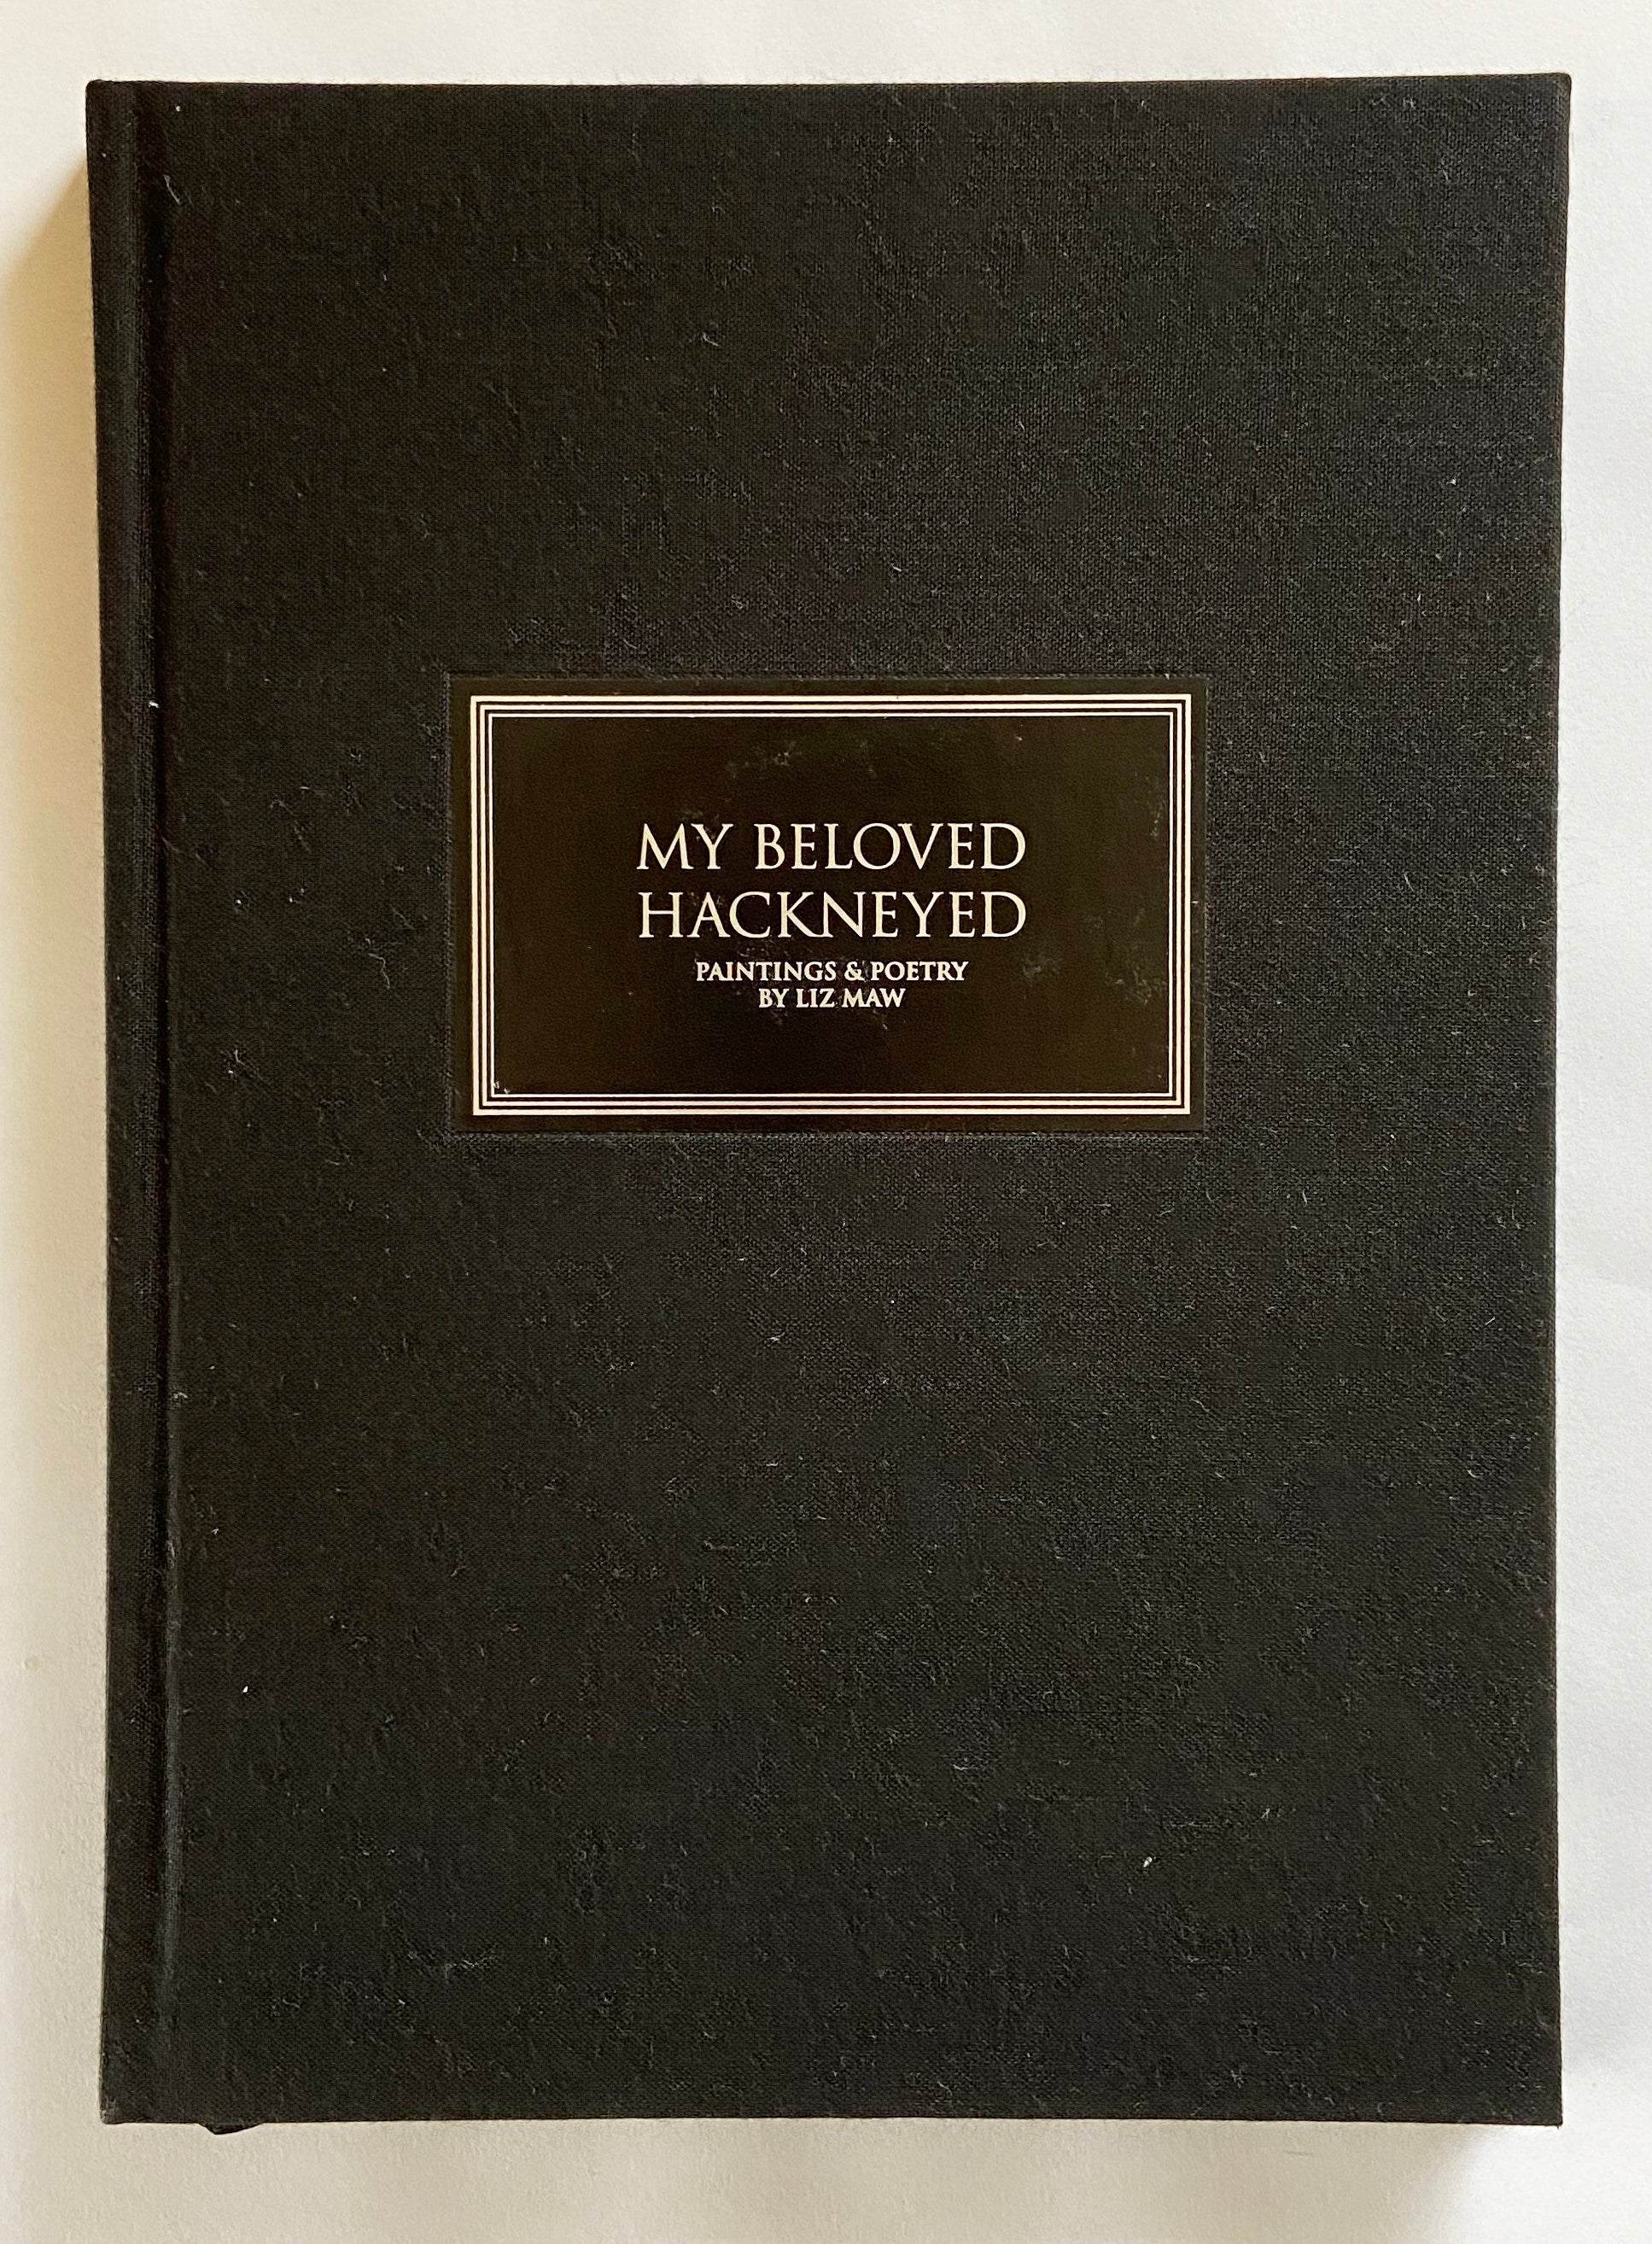 MY BELOVED
HACKNEYED
PAINTINGS & POETRY
BY LIZ MAW